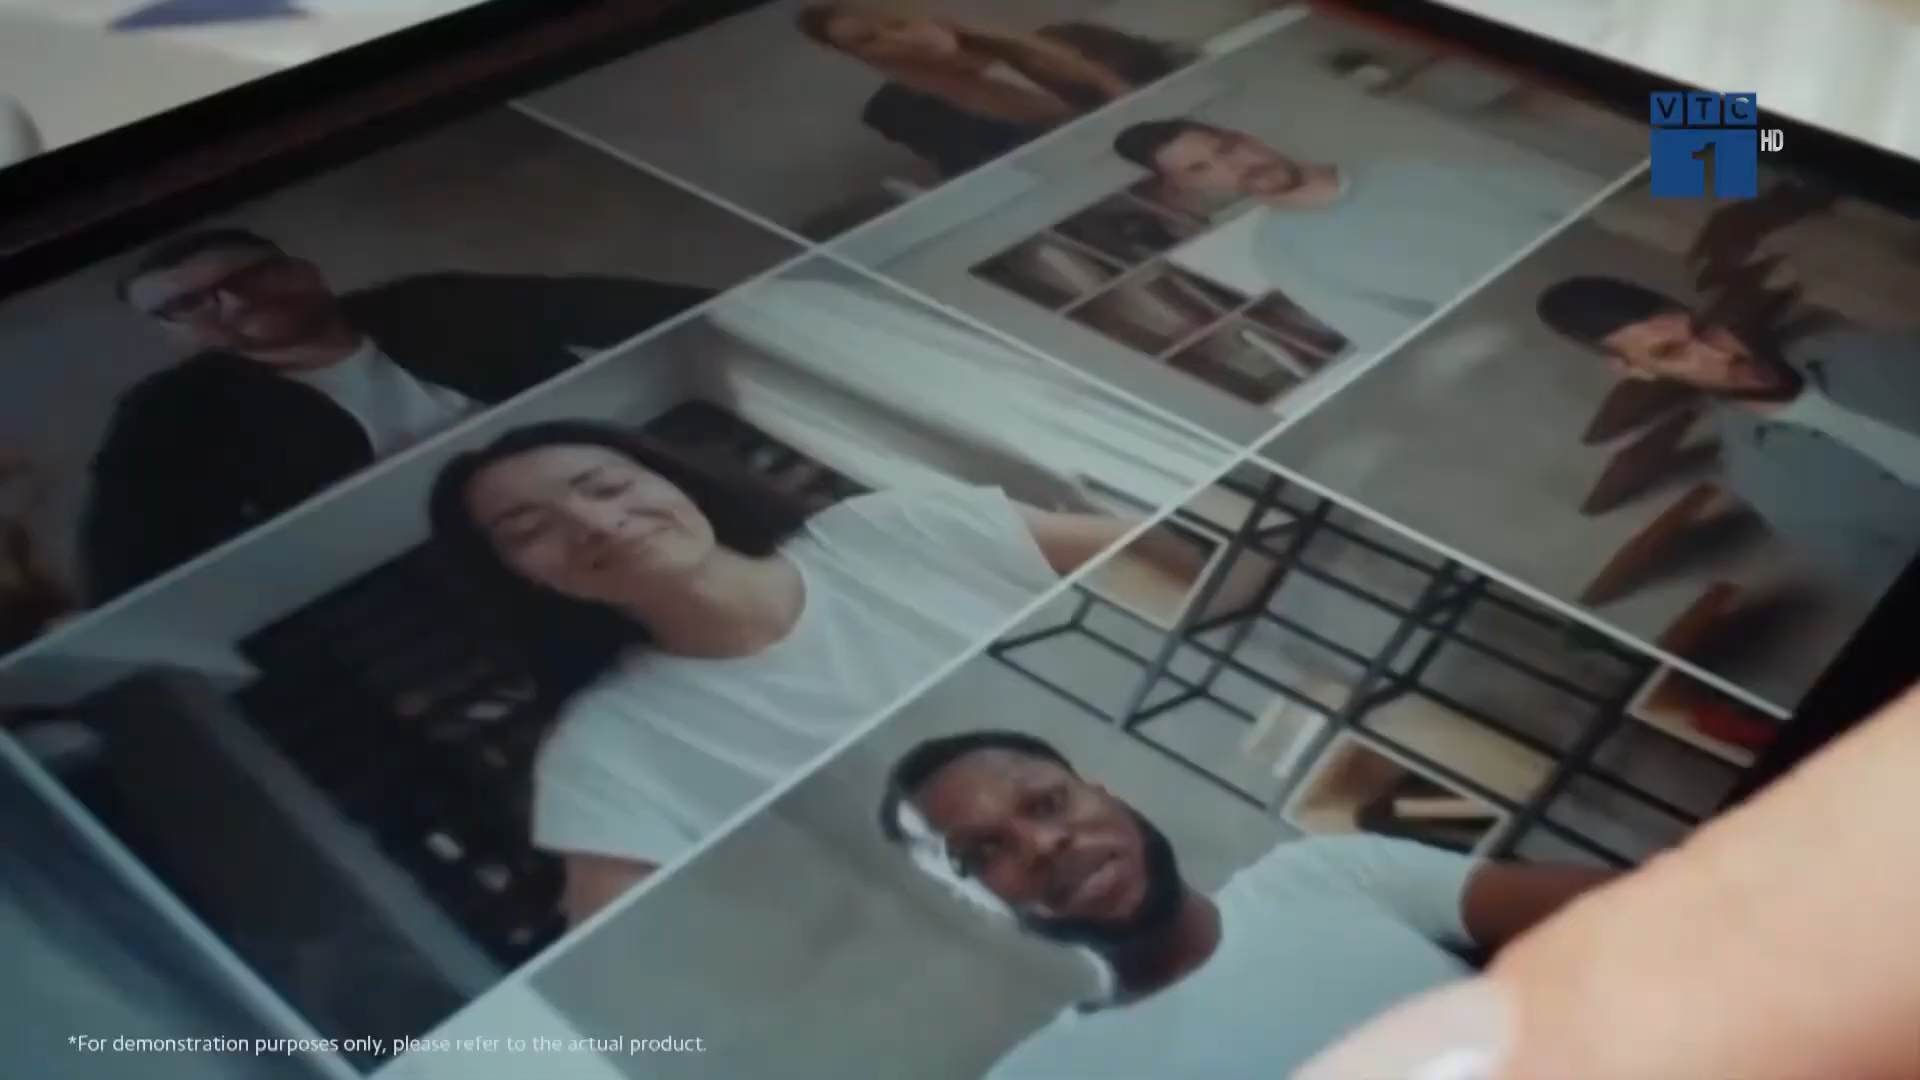 VTC
1 HD
*For demonstration purposes only, please refer to the actual product.